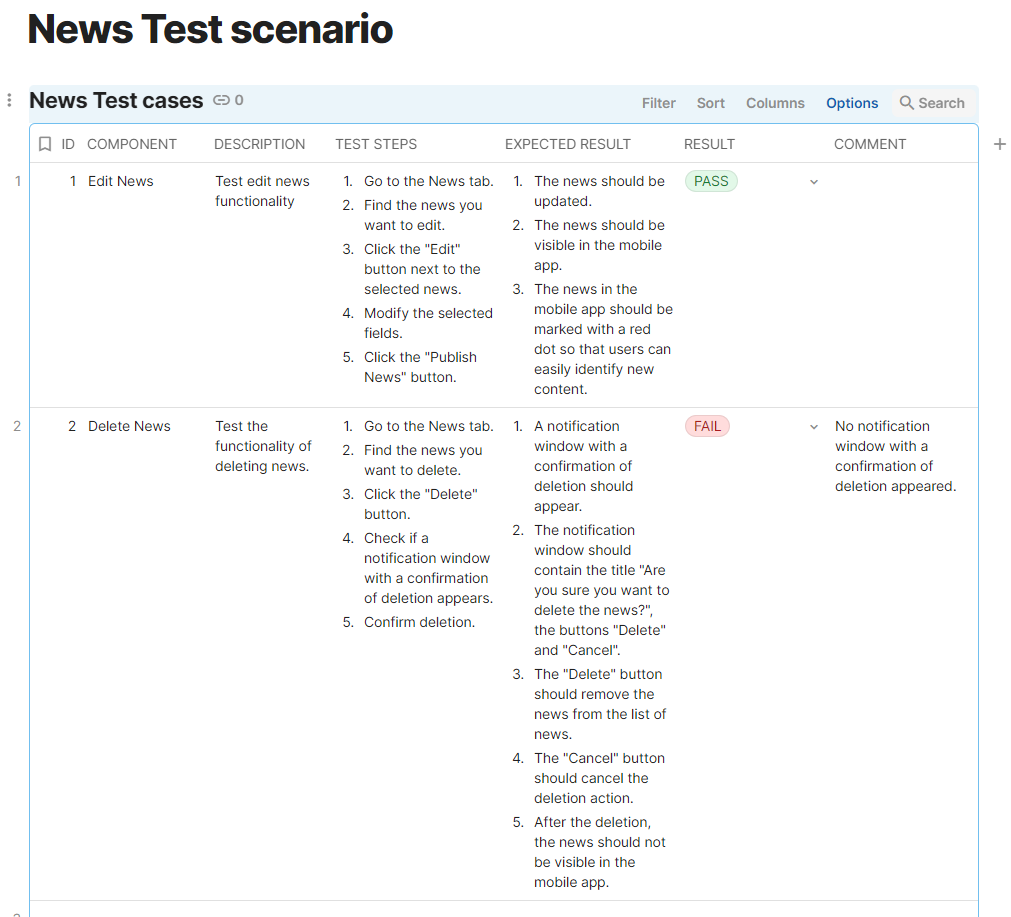 News Test scenario
News Test cases 0
Filter Sort Columns Options Search
ID COMPONENT DESCRIPTION TEST STEPS EXPECTED RESULT RESULT COMMENT
1
1 Edit News
Test edit news
functionality
1. Go to the News tab.
2. Find the news you
want to edit.
3. Click the "Edit"
button next to the
selected news.
4. Modify the selected
fields.
5. Click the "Publish
News" button.
1. The news should be
updated.
2. The news should be
visible in the mobile
app.
3. The news in the
mobile app should be
marked with a red
dot so that users can
easily identify new
content.
PASS
2
2 Delete News
Test the
functionality of
deleting news.
1. Go to the News tab.
2. Find the news you
want to delete.
3. Click the "Delete"
button.
4. Check if a
notification window
with a confirmation
of deletion appears.
5. Confirm deletion.
1. A notification
window with a
confirmation of
deletion should
appear.
2. The notification
window should
contain the title "Are
you sure you want to
delete the news?",
the buttons "Delete"
and "Cancel".
3. The "Delete" button
should remove the
news from the list of
news.
4. The "Cancel" button
should cancel the
deletion action.
5. After the deletion,
the news should not
be visible in the
mobile app.
FAIL
No notification
window with a
confirmation of
deletion appeared.